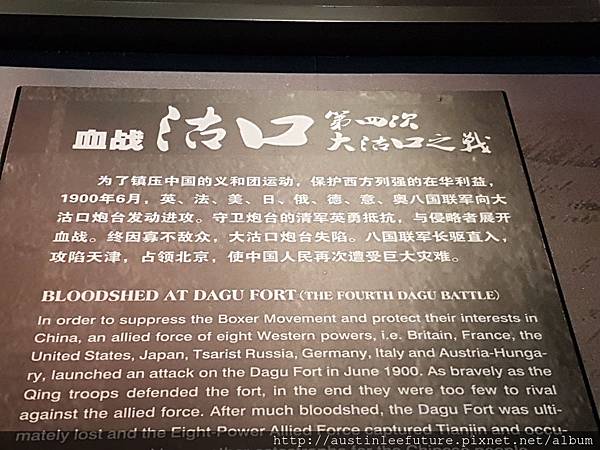 血战 沽口 第四次
大沽口之战
为了镇压中国的义和团运动，保护西方列强的在华利益，
1900年6月，英、法、美、日、俄、德、意、奥八国联军向大
沽口炮台发动进攻。守卫炮台的清军英勇抵抗，与侵略者展开
血战。终因寡不敌众，大沽口炮台失陷。八国联军长驱直入，
攻陷天津，占领北京，使中国人民再次遭受巨大灾难。
BLOODSHED AT DAGU FORT (THE FOURTH DAGU BATTLE)
In order to suppress the Boxer Movement and protect their interests in
China, an allied force of eight Western powers, i.e. Britain, France, the
United States, Japan, Tsarist Russia, Germany, Italy and Austria-Hunga-
ry, launched an attack on the Dagu Fort in June 1900. As bravely as the
Qing troops defended the fort, in the end they were too few to rival
against the allied force. After much bloodshed, the Dagu Fort was ulti-
mately lost and the Eight-Power Allied Force captured Tianjin and occu-
http://austinleefuture.pixnet.net/album